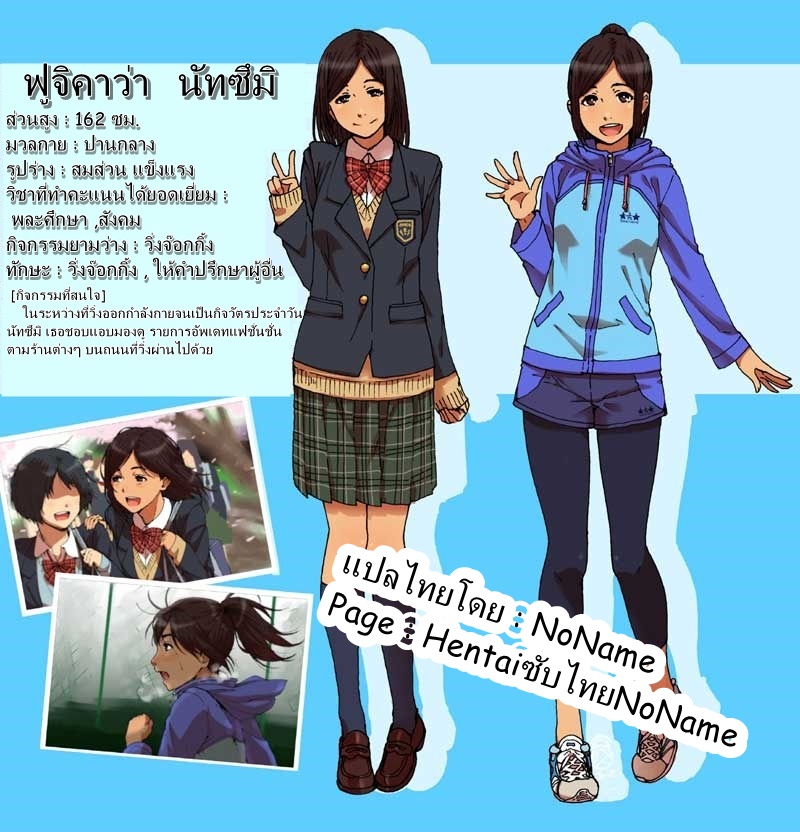 ฟูจิคาว่า นัทซึมิ
ส่วนสูง : 162 ซม.
มวลกาย : ปานกลาง
รูปร่าง : สมส่วน แข็งแรง
วิชาที่ทำคะแนนได้ยอดเยี่ยม :
พละศึกษา ,สังคม
กิจกรรมยามว่าง : วิ่งจ๊อกกิ้ง
ทักษะ : วิ่งจ๊อกกิ้ง , ให้คำปรึกษาผู้อื่น
[กิจกรรมที่สนใจ]
ในระหว่างที่วิ่งออกกำลังกายจนเป็นกิจวัตรประจำวัน
นัทซึมิ เธอชอบแอบมองดู รายการอัพเดทแฟชั่นชั่น
ตามร้านต่างๆ บนถนนที่วิ่งผ่านไปด้วย
แปลไทยโดย : NoName
Page : HentaiซับไทยNoName